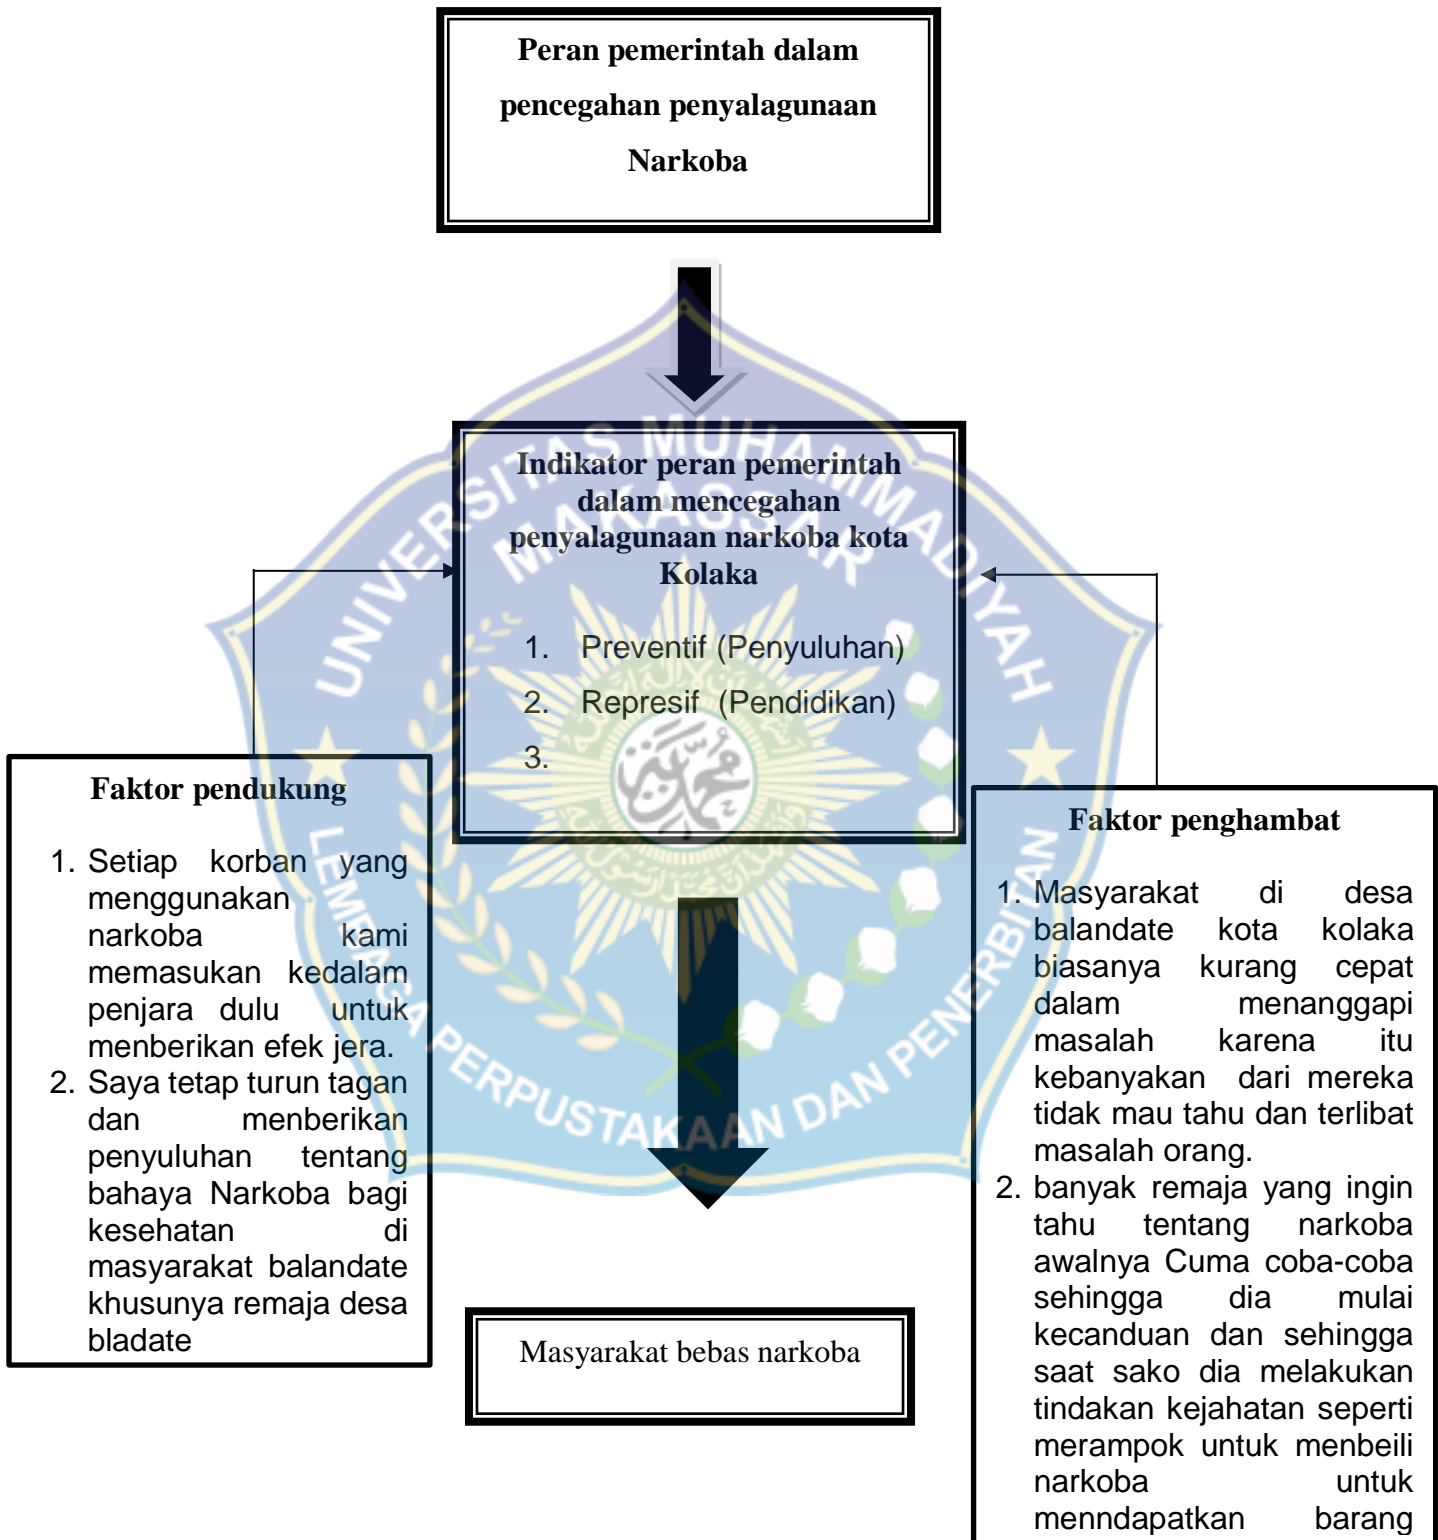 Peran pemerintah dalam
pencegahan penyalagunaan
Narkoba
UNIVERSITAS MUHAMMADIYAH
MAKASSAR
LEMBAGA PERPUSTAKAAN DAN PENERBITAN
Indikator peran pemerintah
dalam mencegahan
penyalagunaan narkoba kota
Kolaka
1. Preventif (Penyuluhan)
2. Represif (Pendidikan)
3.
Faktor pendukung
1. Setiap korban yang
menggunakan
narkoba kami
memasukan kedalam
penjara dulu untuk
menberikan efek jera.
2. Saya tetap turun tagan
dan menberikan
penyuluhan tentang
bahaya Narkoba bagi
kesehatan di
masyarakat balandate
khusunya remaja desa
bladate
Faktor penghambat
1. Masyarakat di desa
balandate kota kolaka
biasanya kurang cepat
dalam menanggapi
masalah karena itu
kebanyakan dari mereka
tidak mau tahu dan terlibat
masalah orang.
2. banyak remaja yang ingin
tahu tentang narkoba
awalnya Cuma coba-coba
sehingga dia mulai
kecanduan dan sehingga
saat sako dia melakukan
tindakan kejahatan seperti
merampok untuk menbeili
narkoba untuk
menndapatkan barang
Masyarakat bebas narkoba